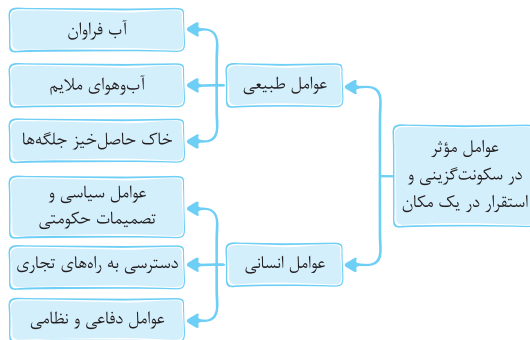 عوامل مؤثر
در سکونت‌گزینی و
استقرار در یک مکان
عوامل طبیعی
آب فراوان
آب‌وهوای ملایم
خاک حاصل‌خیز جلگه‌ها
عوامل انسانی
عوامل سیاسی و
تصمیمات حکومتی
دسترسی به راه‌های تجاری
عوامل دفاعی و نظامی